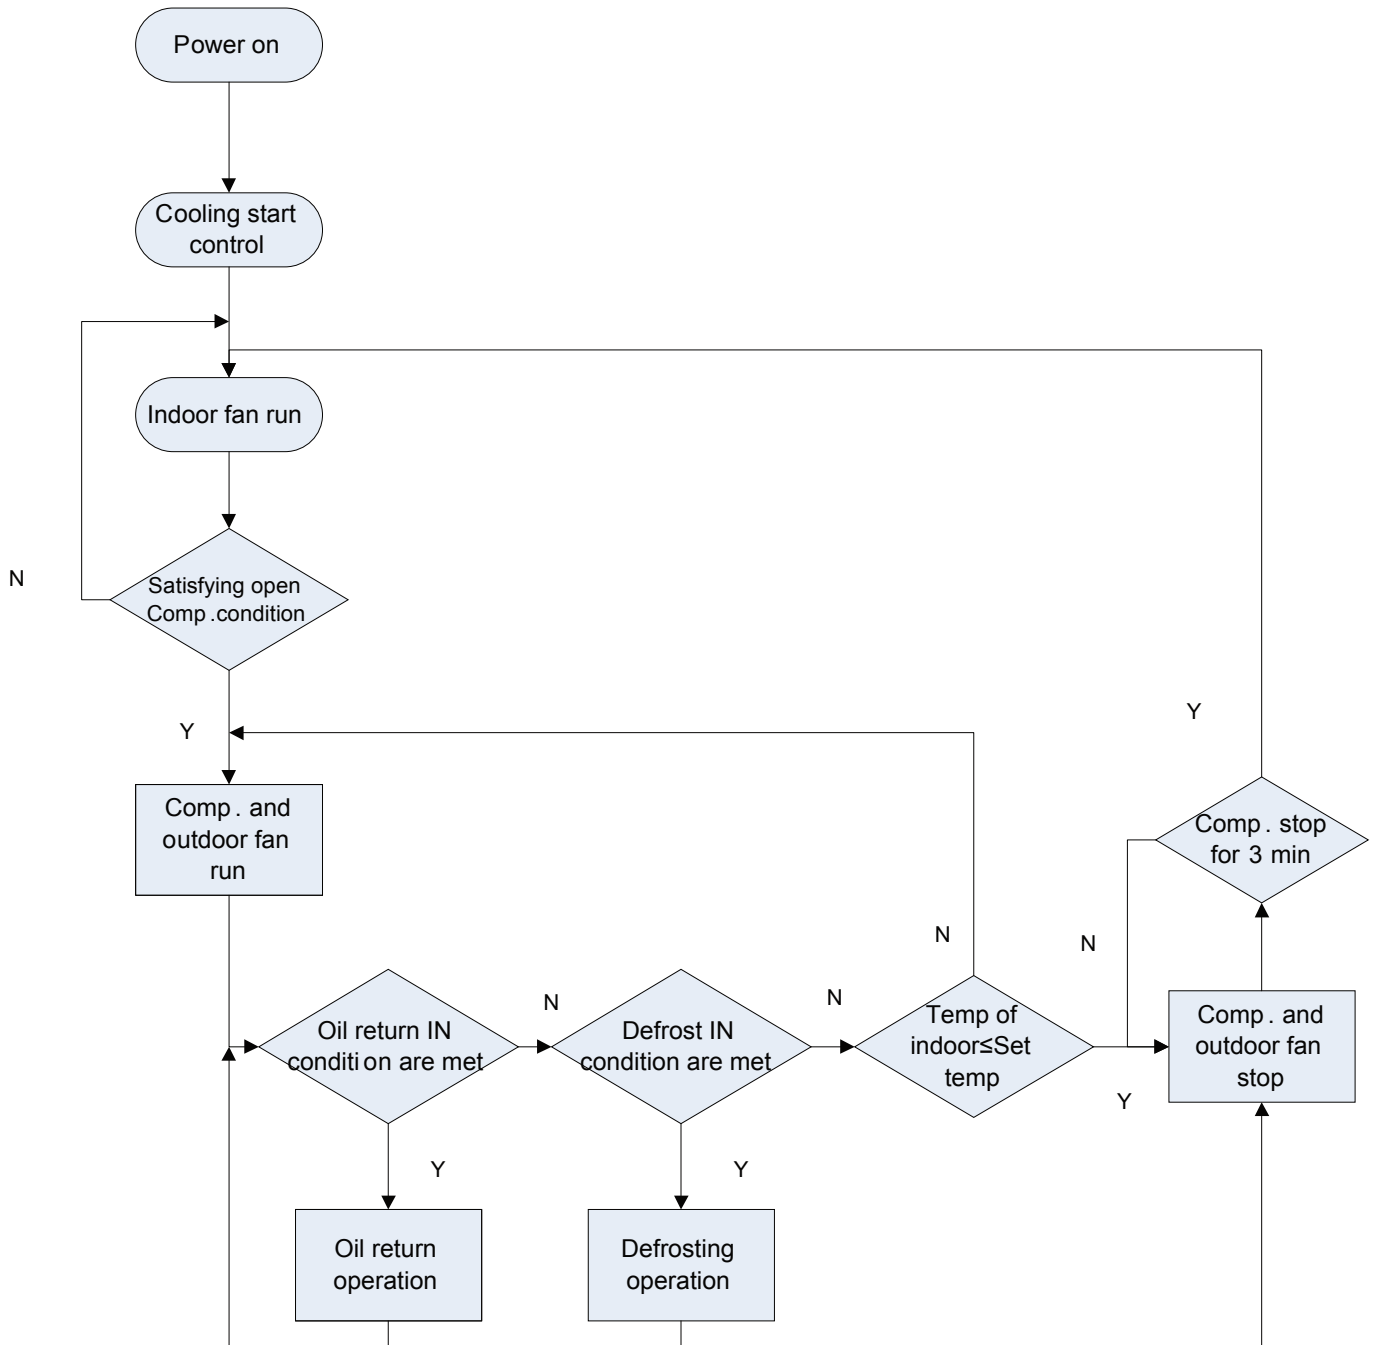 Power on
Cooling start
control
Indoor fan run
N
Satisfying open
Comp.condition
Y
Y
Comp. and
outdoor fan
run
Comp. stop
for 3 min
N
N
Oil return IN
condition are met
N
Defrost IN
condition are met
N
Temp of
indoor≤Set
temp
Y
Comp. and
outdoor fan
stop
Y
Y
Oil return
operation
Defrosting
operation